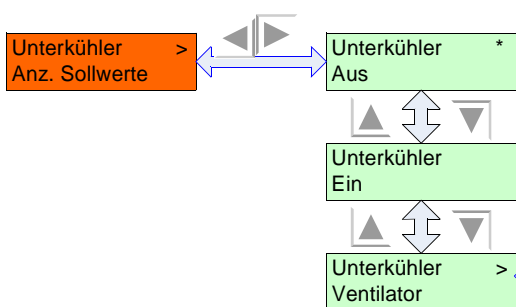 Unterkühler >
Anz. Sollwerte
Unterkühler *
Aus
Unterkühler
Ein
Unterkühler >
Ventilator